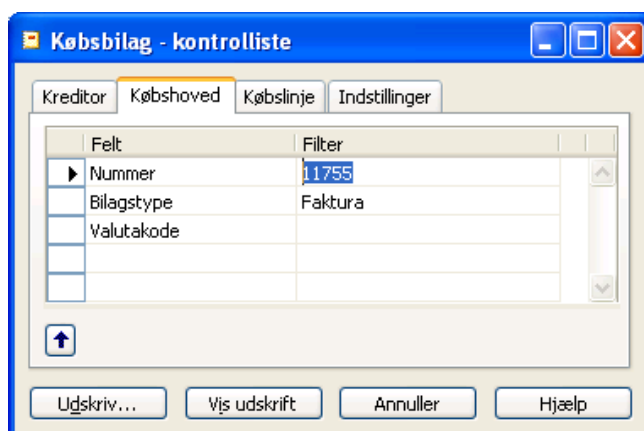 Købsbilag - kontrolliste
Kreditor Købshoved Købslinje Indstillinger
Felt Filter
Nummer 11755
Bilagstype Faktura
Valutakode
Udskriv... Vis udskrift Annuller Hjælp